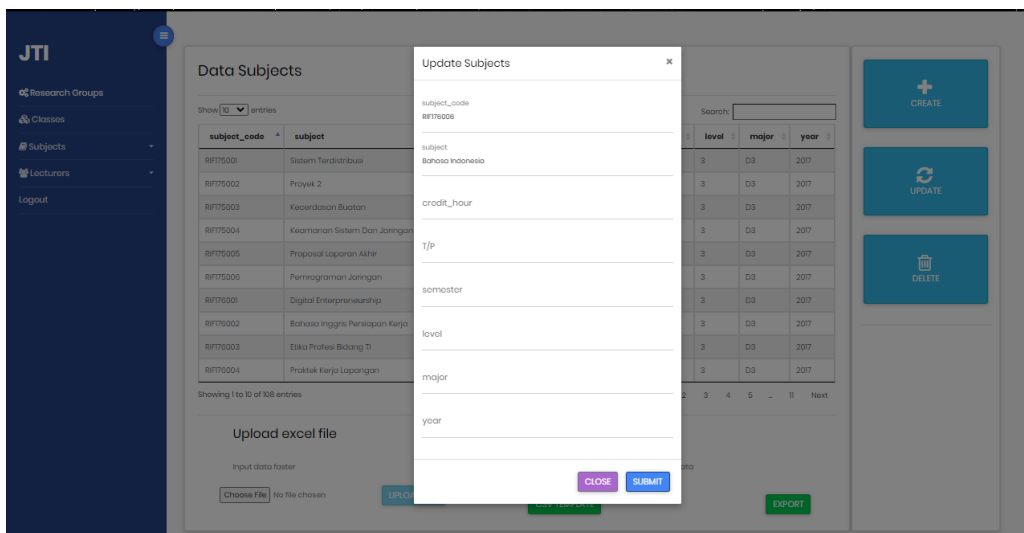 JTI
Research Groups
Classes
Subjects
Lecturers
Logout
Data Subjects
Show 10 entries
Search:
subject_code subject level major year
RIF175001 Sistem Terdistribusi 3 D3 2017
RIF175002 Proyek 2 3 D3 2017
RIF175003 Kecerdasan Buatan 3 D3 2017
RIF175004 Keamanan Sistem Dan Jaringan 3 D3 2017
RIF175005 Proposal Laporan Akhir 3 D3 2017
RIF175006 Pemrograman Jaringan 3 D3 2017
RIF176001 Digital Enterpreneurship 3 D3 2017
RIF176002 Bahasa Inggris Persiapan Kerja 3 D3 2017
RIF176003 Etika Profesi Bidang TI 3 D3 2017
RIF176004 Praktek Kerja Lapangan 3 D3 2017
Showing 1 to 10 of 108 entries
2 3 4 5 … 11 Next
Upload excel file
Input data faster
Choose File No file chosen
CSV TEMPLATE
EXPORT
Update Subjects ×
subject_code
RIF176006
subject
Bahasa Indonesia
credit_hour
T/P
semester
level
major
year
CLOSE SUBMIT
CREATE
UPDATE
DELETE